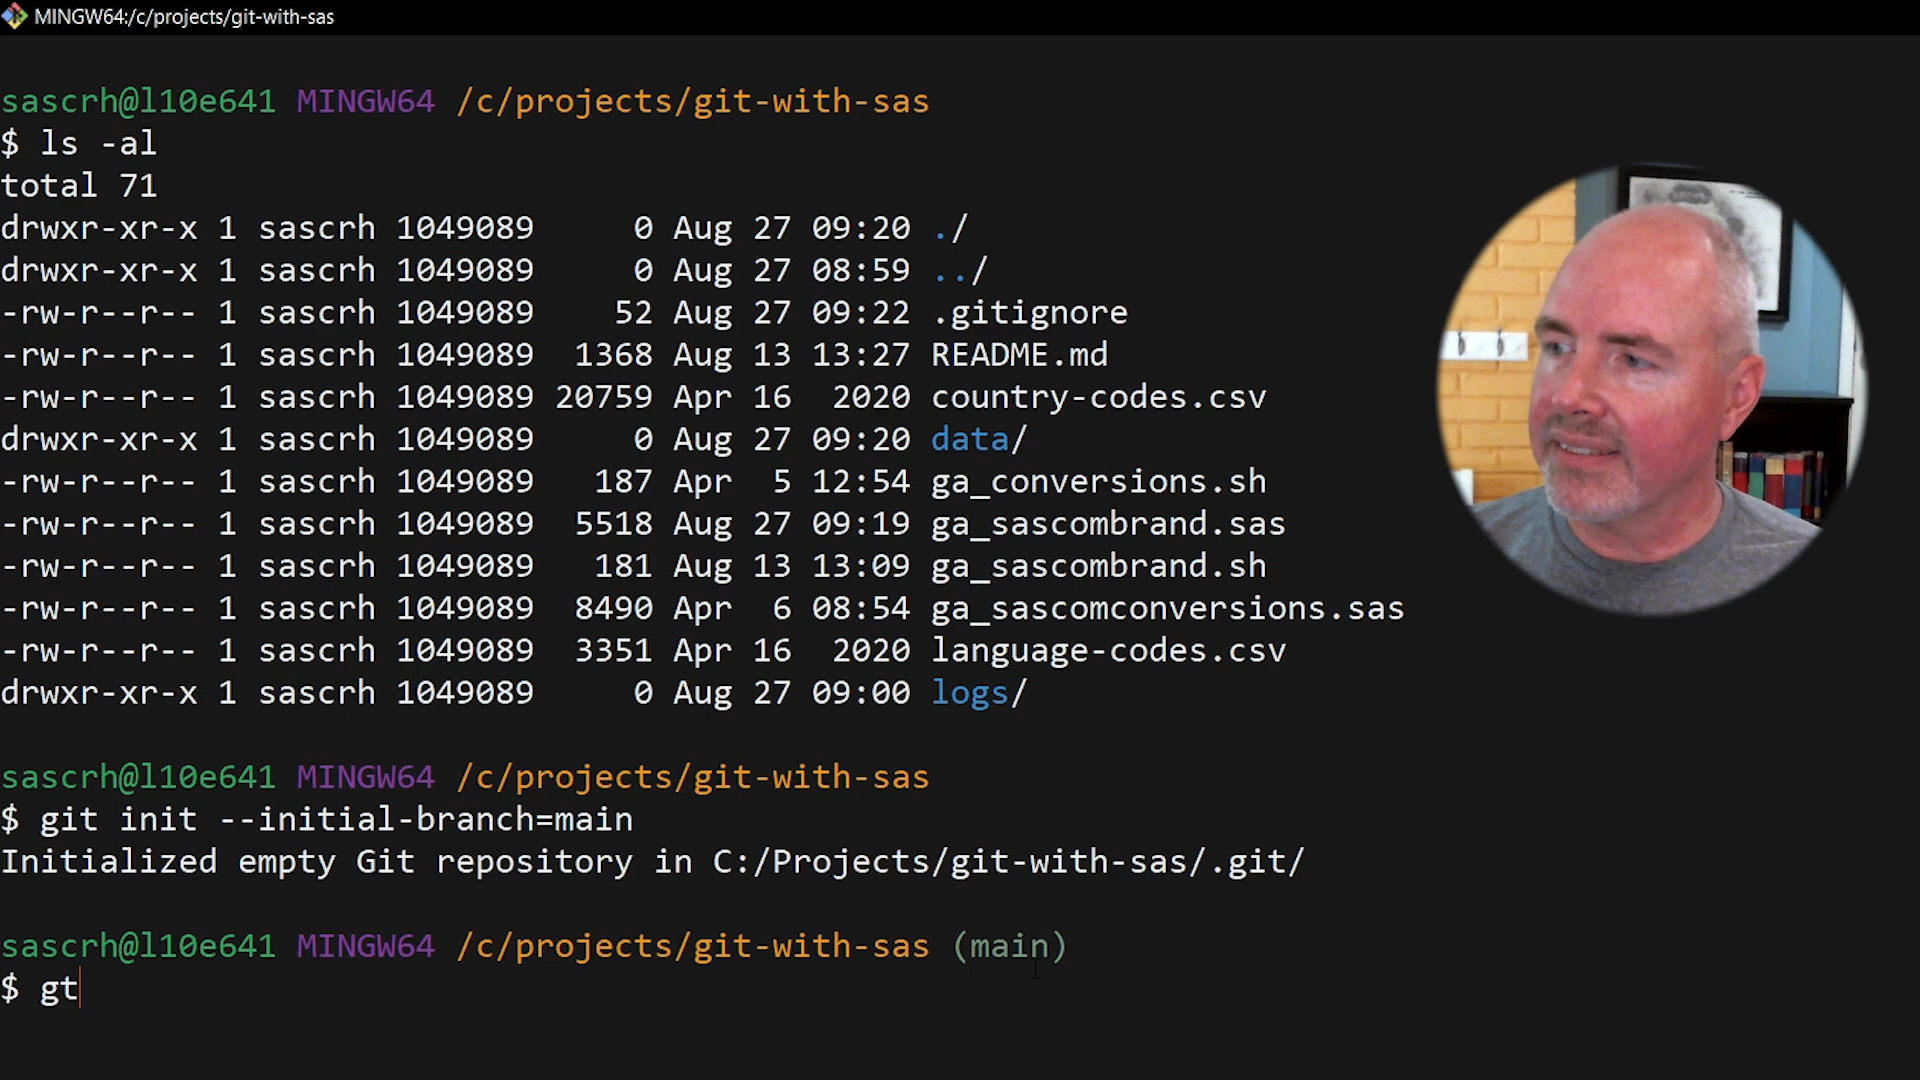 MINGW64:/c/projects/git-with-sas
sascrh@l10e641 MINGW64 /c/projects/git-with-sas
$ ls -al
total 71
drwxr-xr-x 1 sascrh 1049089     0 Aug 27 09:20 ./
drwxr-xr-x 1 sascrh 1049089     0 Aug 27 08:59 ../
-rw-r--r-- 1 sascrh 1049089    52 Aug 27 09:22 .gitignore
-rw-r--r-- 1 sascrh 1049089  1368 Aug 13 13:27 README.md
-rw-r--r-- 1 sascrh 1049089 20759 Apr 16  2020 country-codes.csv
drwxr-xr-x 1 sascrh 1049089     0 Aug 27 09:20 data/
-rw-r--r-- 1 sascrh 1049089   187 Apr  5 12:54 ga_conversions.sh
-rw-r--r-- 1 sascrh 1049089  5518 Aug 27 09:19 ga_sascombrand.sas
-rw-r--r-- 1 sascrh 1049089   181 Aug 13 13:09 ga_sascombrand.sh
-rw-r--r-- 1 sascrh 1049089  8490 Apr  6 08:54 ga_sascomconversions.sas
-rw-r--r-- 1 sascrh 1049089  3351 Apr 16  2020 language-codes.csv
drwxr-xr-x 1 sascrh 1049089     0 Aug 27 09:00 logs/
sascrh@l10e641 MINGW64 /c/projects/git-with-sas
$ git init --initial-branch=main
Initialized empty Git repository in C:/Projects/git-with-sas/.git/
sascrh@l10e641 MINGW64 /c/projects/git-with-sas (main)
$ gt